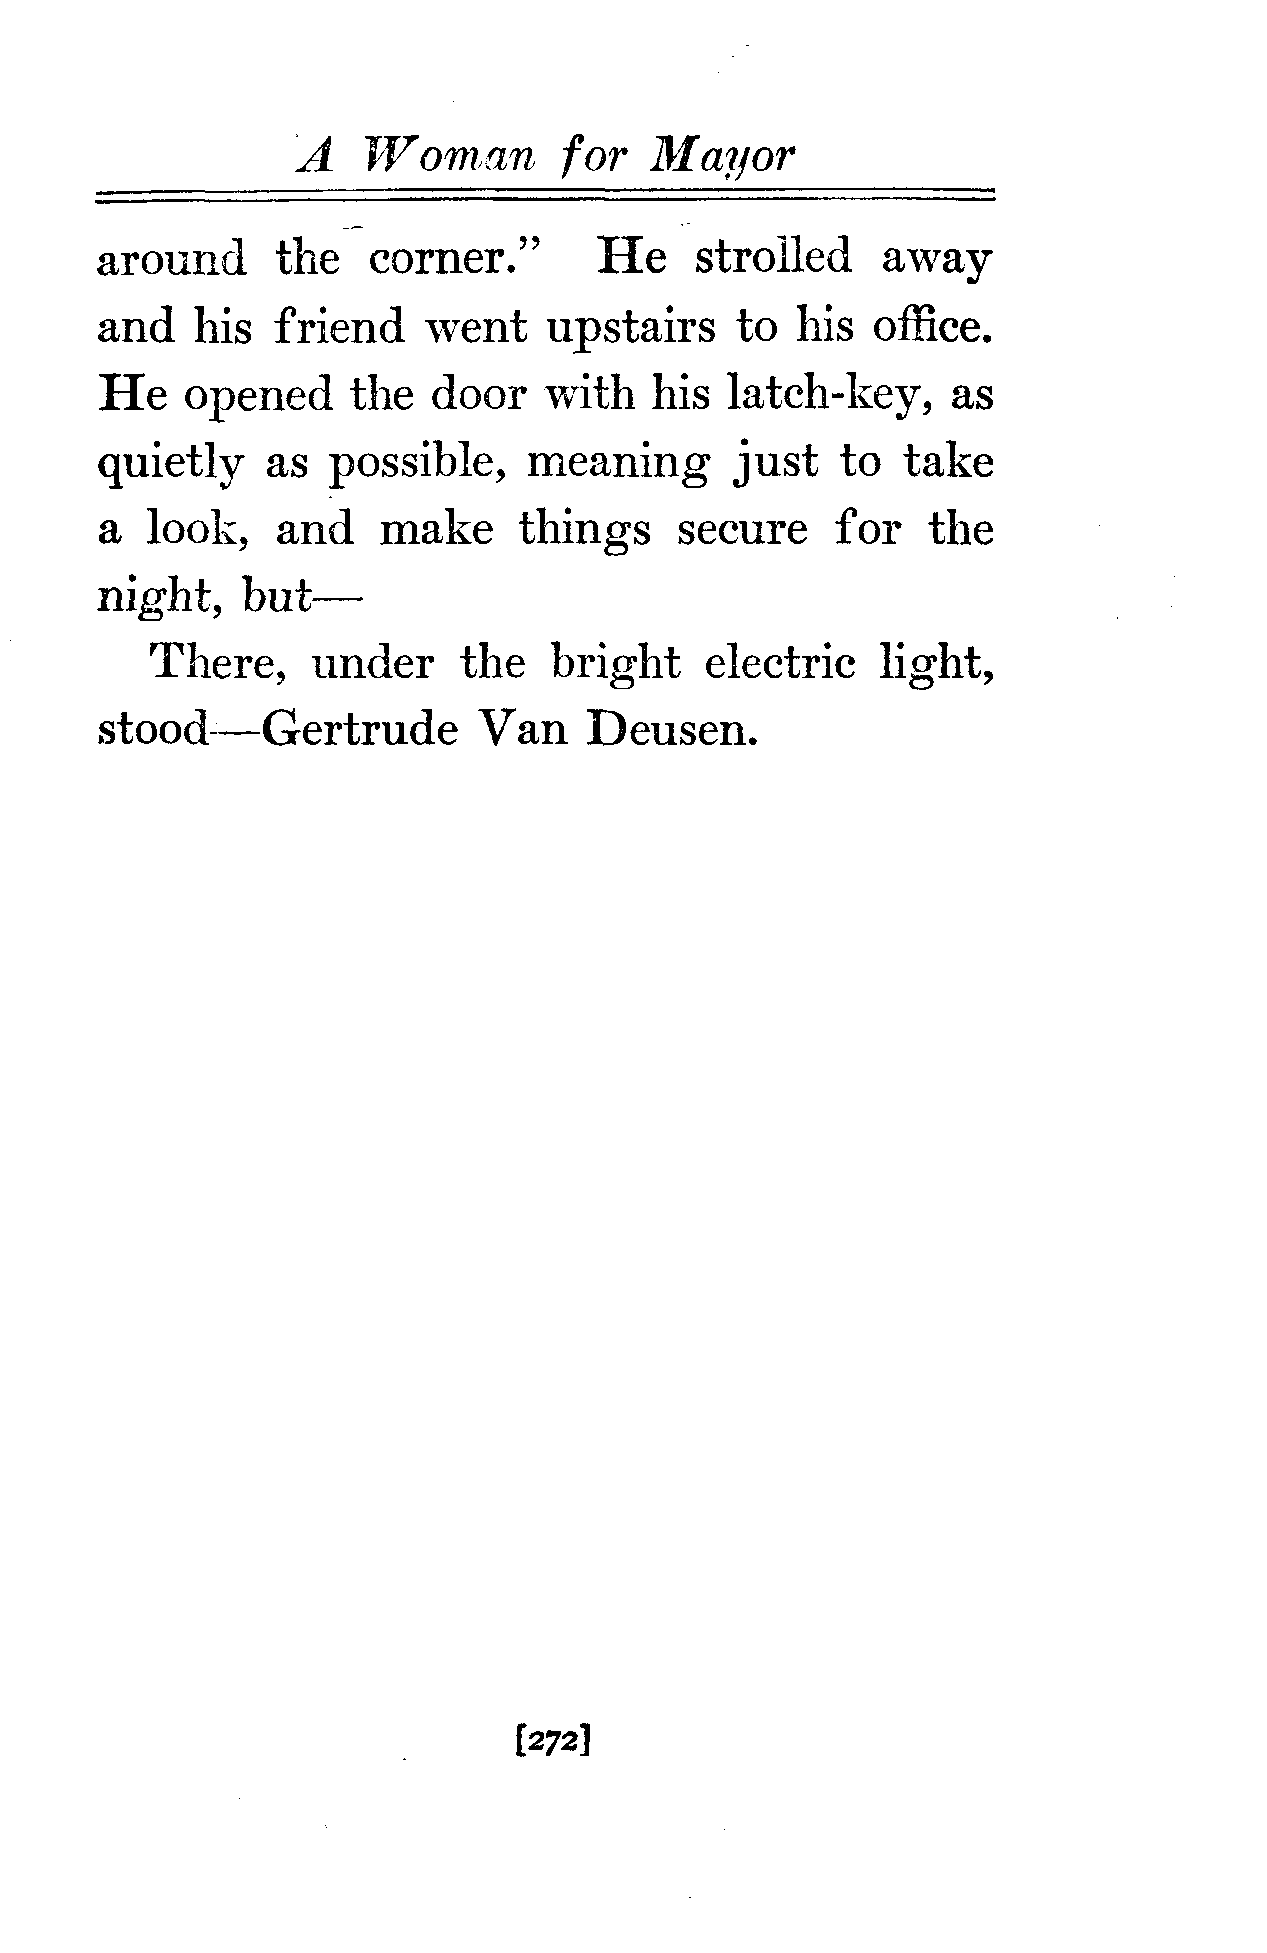 A Woman for Mayor
around the corner.” He strolled away
and his friend went upstairs to his office.
He opened the door with his latch-key, as
quietly as possible, meaning just to take
a look, and make things secure for the
night, but—
There, under the bright electric light,
stood—Gertrude Van Deusen.
[272]